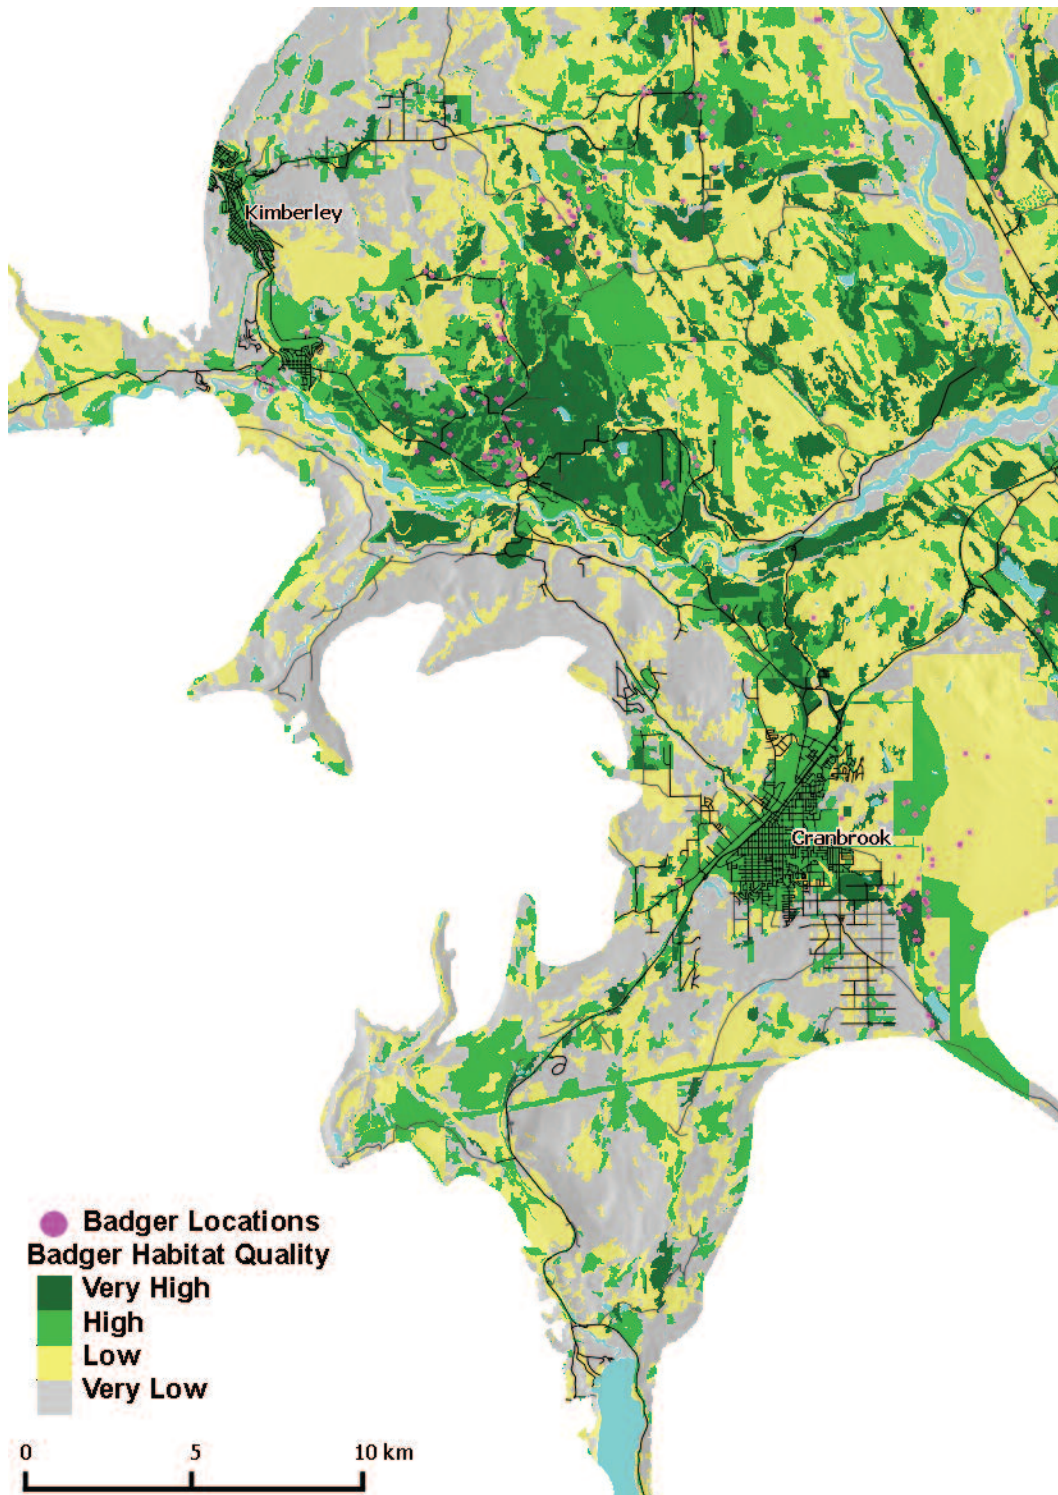 Kimberley
Cranbrook
Badger Locations
Badger Habitat Quality
Very High
High
Low
Very Low
0 5 10 km